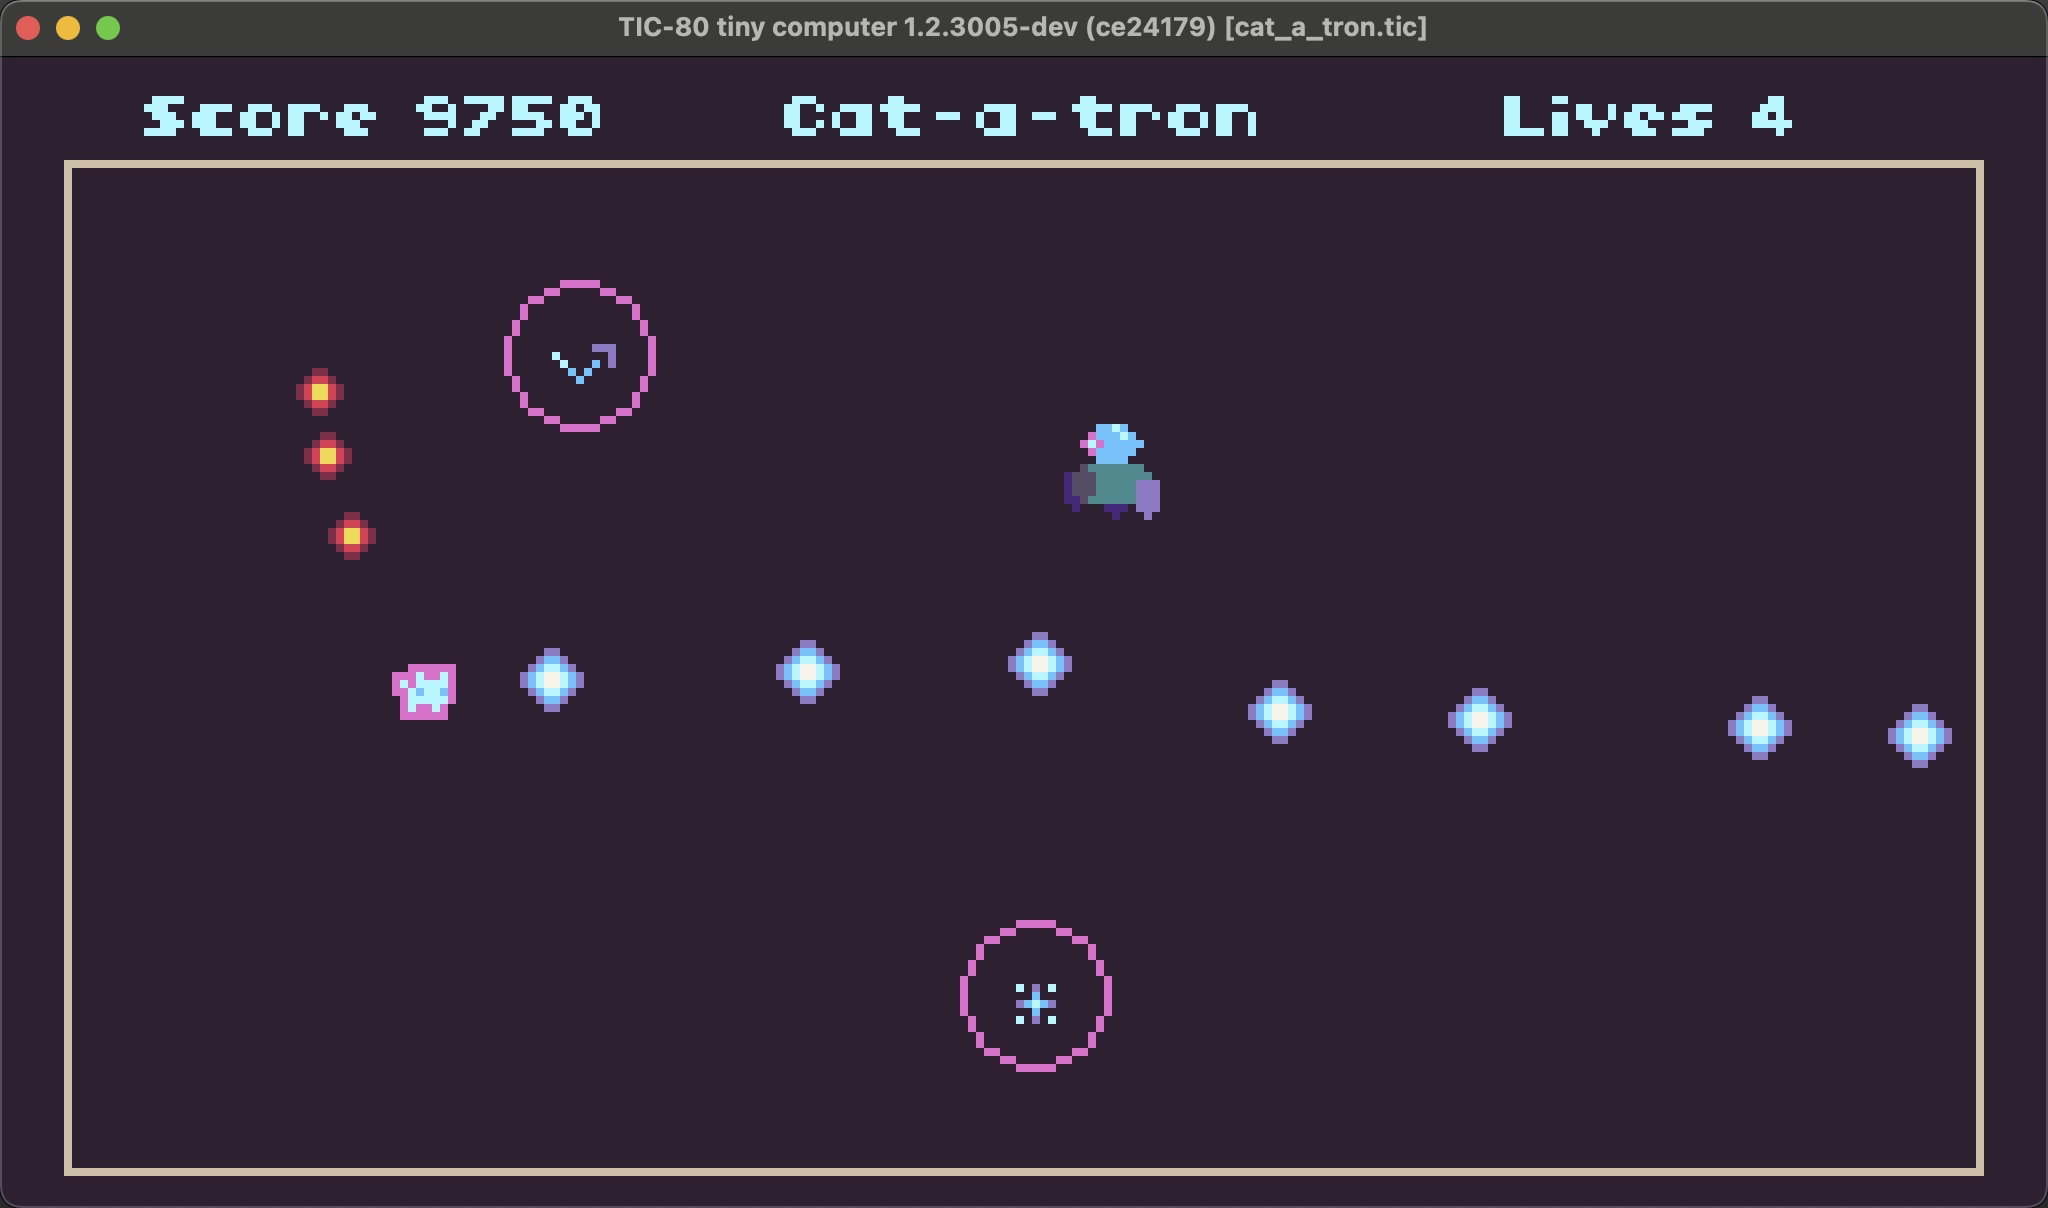 TIC-80 tiny computer 1.2.3005-dev (ce24179) [cat_a_tron.tic]
Score 9750 Cat-a-tron Lives 4